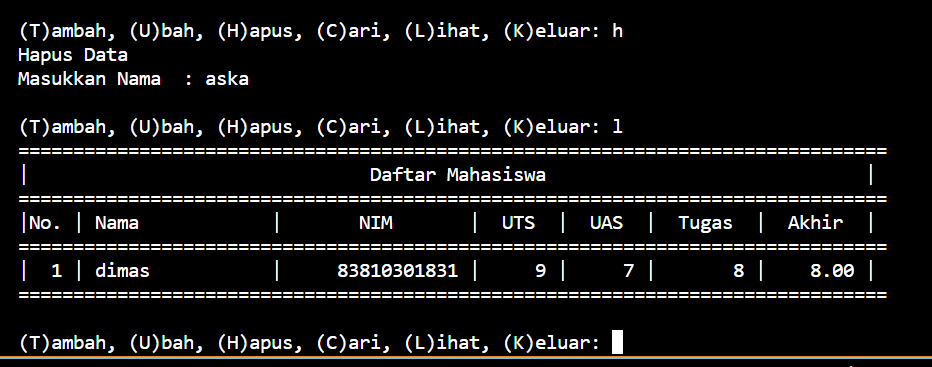 (T)ambah, (U)bah, (H)apus, (C)ari, (L)ihat, (K)eluar: h
Hapus Data
Masukkan Nama  : aska
(T)ambah, (U)bah, (H)apus, (C)ari, (L)ihat, (K)eluar: l
===============================================================================
|                               Daftar Mahasiswa                             |
===============================================================================
|No. | Nama            |       NIM       |  UTS  |  UAS  |  Tugas  |  Akhir  |
===============================================================================
|  1 | dimas           |     83810301831 |     9 |     7 |       8 |    8.00 |
===============================================================================
(T)ambah, (U)bah, (H)apus, (C)ari, (L)ihat, (K)eluar: